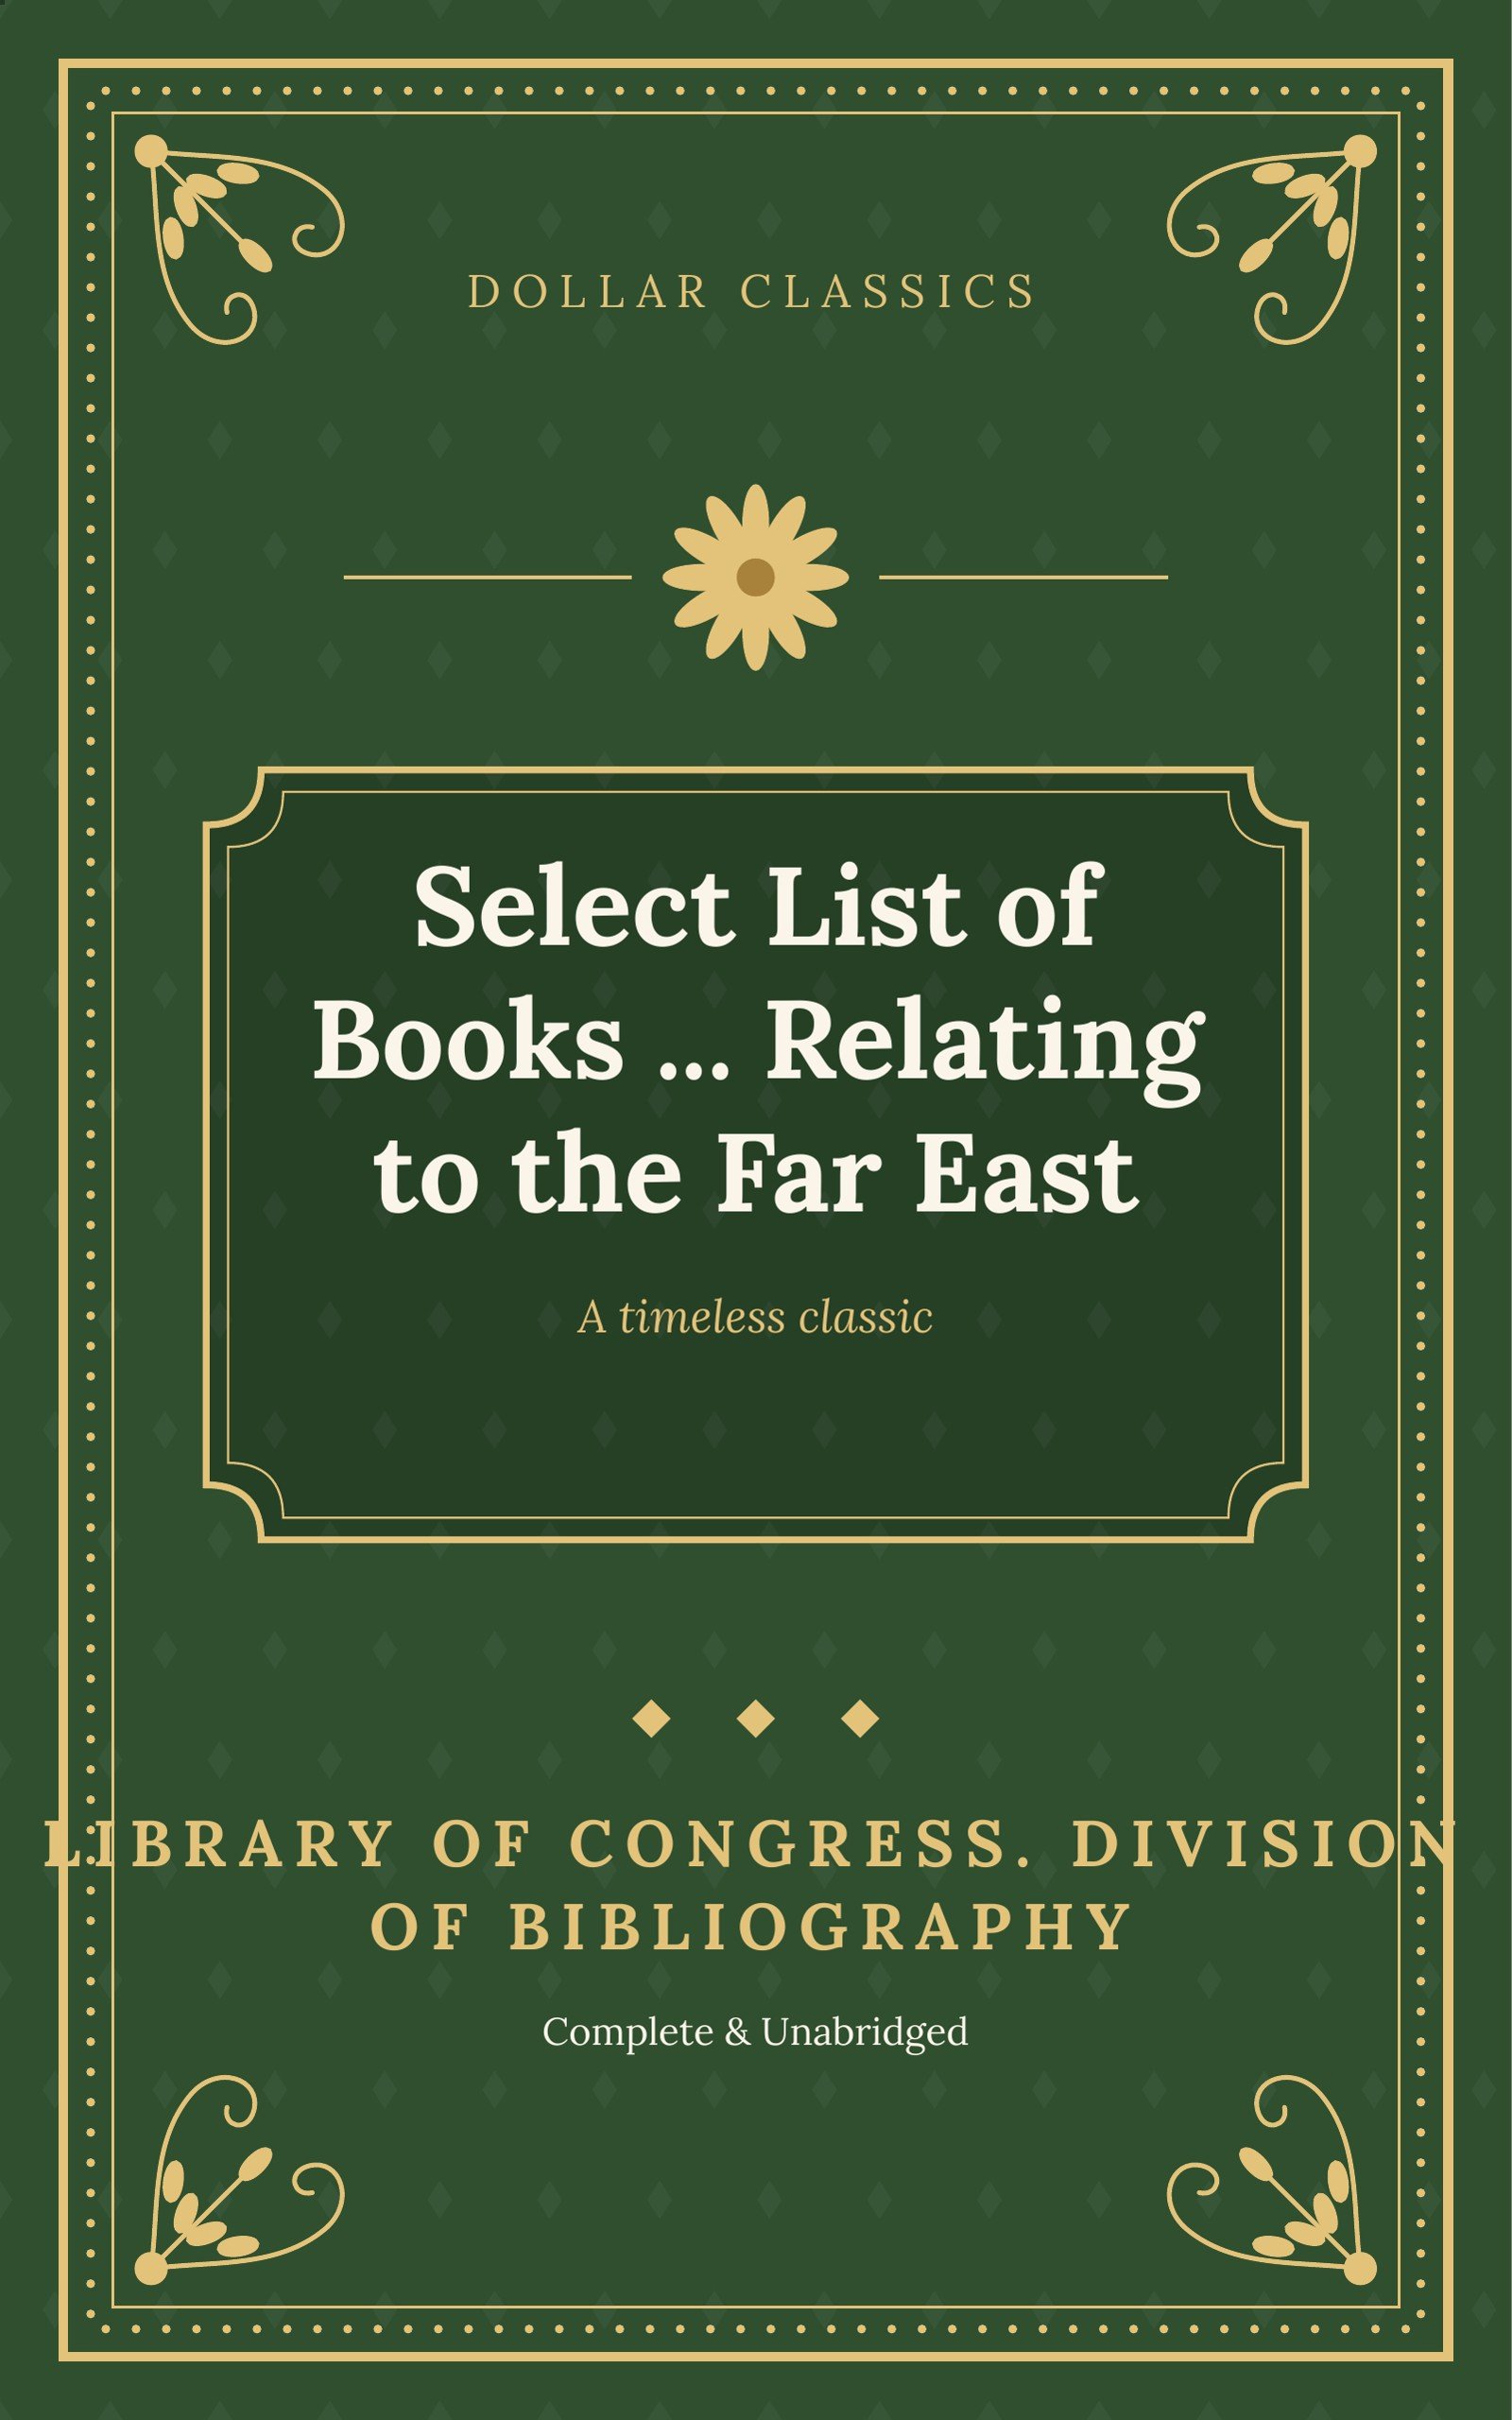 DOLLAR CLASSICS
Select List of
Books ... Relating
to the Far East
A timeless classic
LIBRARY OF CONGRESS. DIVISION
OF BIBLIOGRAPHY
Complete & Unabridged